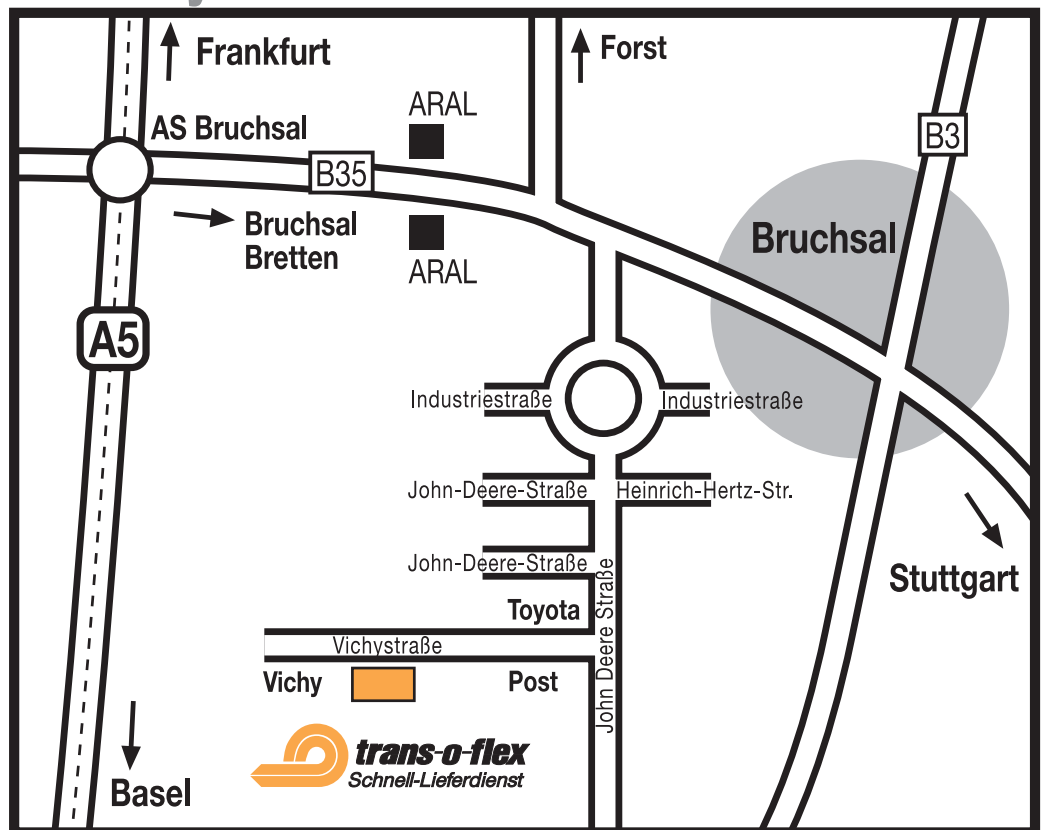 Frankfurt
Forst
ARAL
AS Bruchsal
B3
B35
Bruchsal
Bretten
ARAL
Bruchsal
A5
Industriestraße
Industriestraße
John-Deere-Straße
Heinrich-Hertz-Str.
John-Deere-Straße
Stuttgart
John Deere Straße
Toyota
Vichystraße
Vichy
Post
trans-o-flex
Schnell-Lieferdienst
Basel